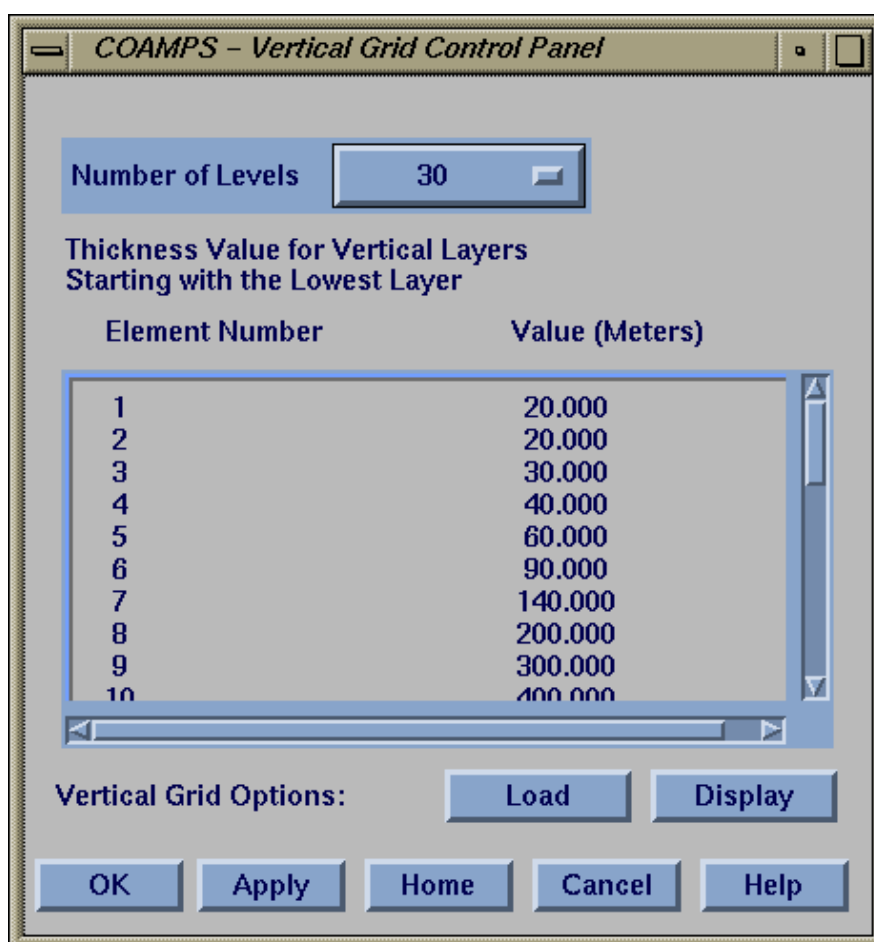 COAMPS – Vertical Grid Control Panel
Number of Levels 30
Thickness Value for Vertical Layers
Starting with the Lowest Layer
Element Number Value (Meters)
1 20.000
2 20.000
3 30.000
4 40.000
5 60.000
6 90.000
7 140.000
8 200.000
9 300.000
10 400.000
Vertical Grid Options: Load Display
OK Apply Home Cancel Help